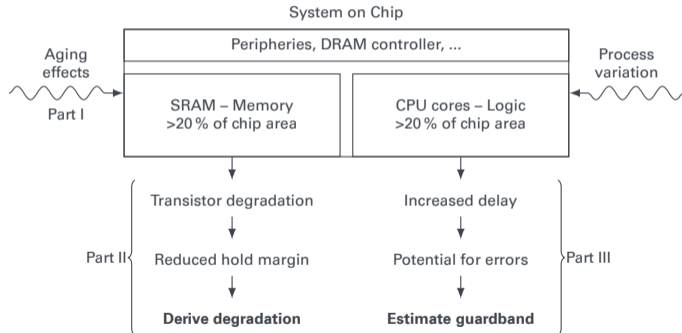 System on Chip
Peripheries, DRAM controller, ...
Aging
effects
Part I
Process
variation
SRAM – Memory
>20 % of chip area
CPU cores – Logic
>20 % of chip area
Transistor degradation
Increased delay
Part II
Reduced hold margin
Potential for errors
Part III
Derive degradation
Estimate guardband